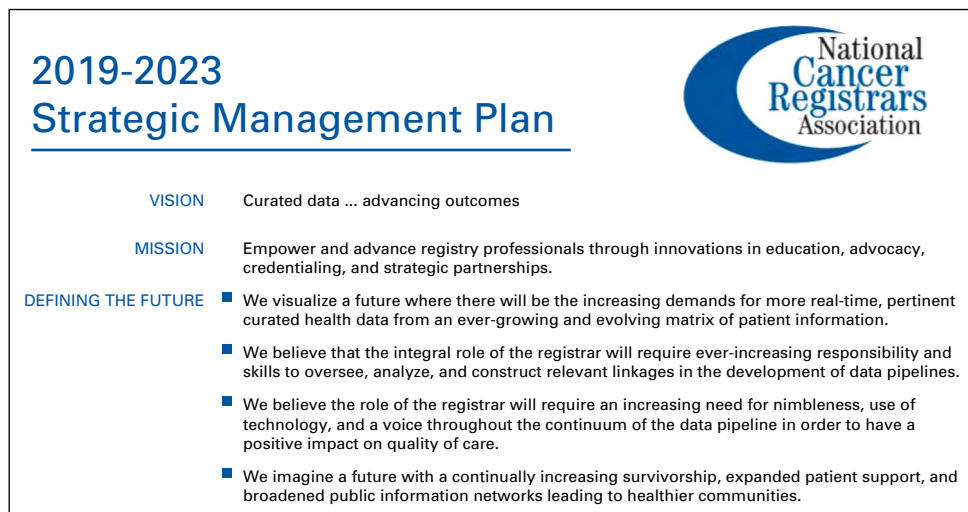 2019-2023
Strategic Management Plan
National
Cancer
Registrars
Association
VISION
Curated data ... advancing outcomes
MISSION
Empower and advance registry professionals through innovations in education, advocacy,
credentialing, and strategic partnerships.
DEFINING THE FUTURE
We visualize a future where there will be the increasing demands for more real-time, pertinent
curated health data from an ever-growing and evolving matrix of patient information.
We believe that the integral role of the registrar will require ever-increasing responsibility and
skills to oversee, analyze, and construct relevant linkages in the development of data pipelines.
We believe the role of the registrar will require an increasing need for nimbleness, use of
technology, and a voice throughout the continuum of the data pipeline in order to have a
positive impact on quality of care.
We imagine a future with a continually increasing survivorship, expanded patient support, and
broadened public information networks leading to healthier communities.